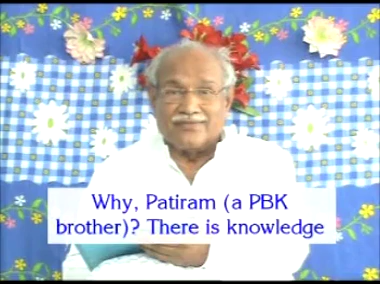 Why, Patiram (a PBK
brother)? There is knowledge